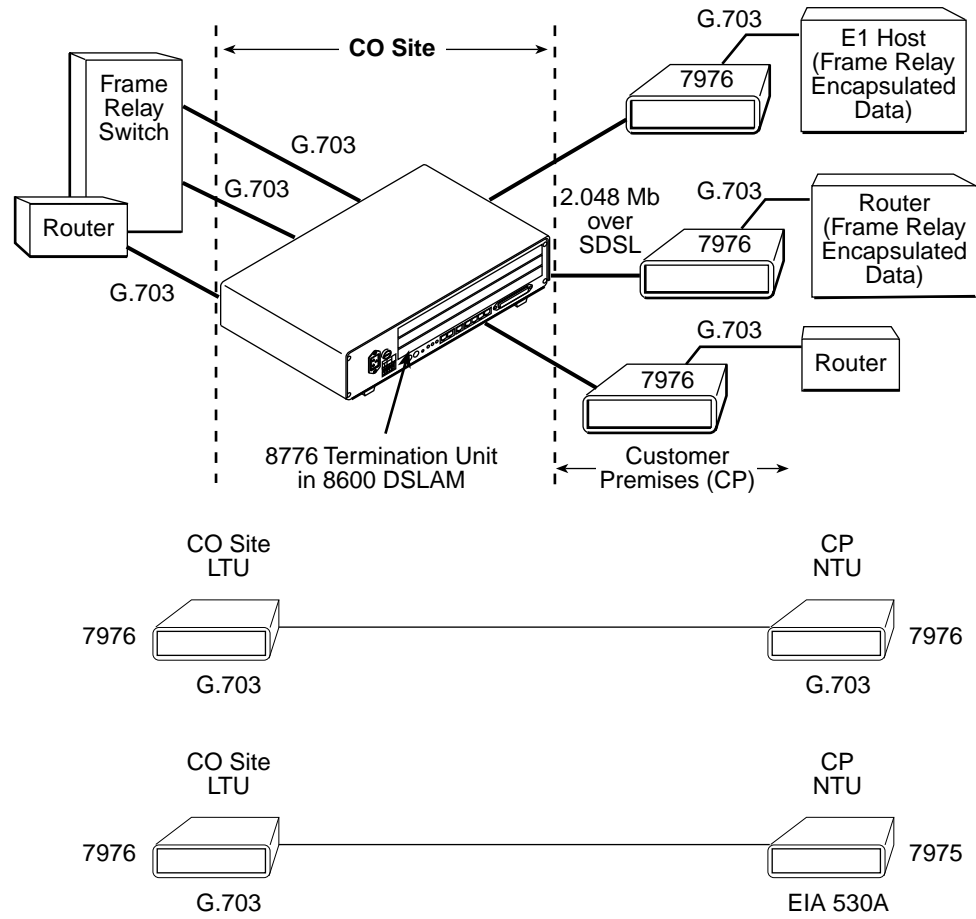 CO Site
Frame
Relay
Switch
Router
G.703
G.703
G.703
G.703
7976
E1 Host
(Frame Relay
Encapsulated
Data)
2.048 Mb
over
SDSL
G.703
7976
Router
(Frame Relay
Encapsulated
Data)
G.703
7976
Router
8776 Termination Unit
in 8600 DSLAM
Customer
Premises (CP)
CO Site
LTU
7976
G.703
CP
NTU
7976
G.703
CO Site
LTU
7976
G.703
CP
NTU
7975
EIA 530A